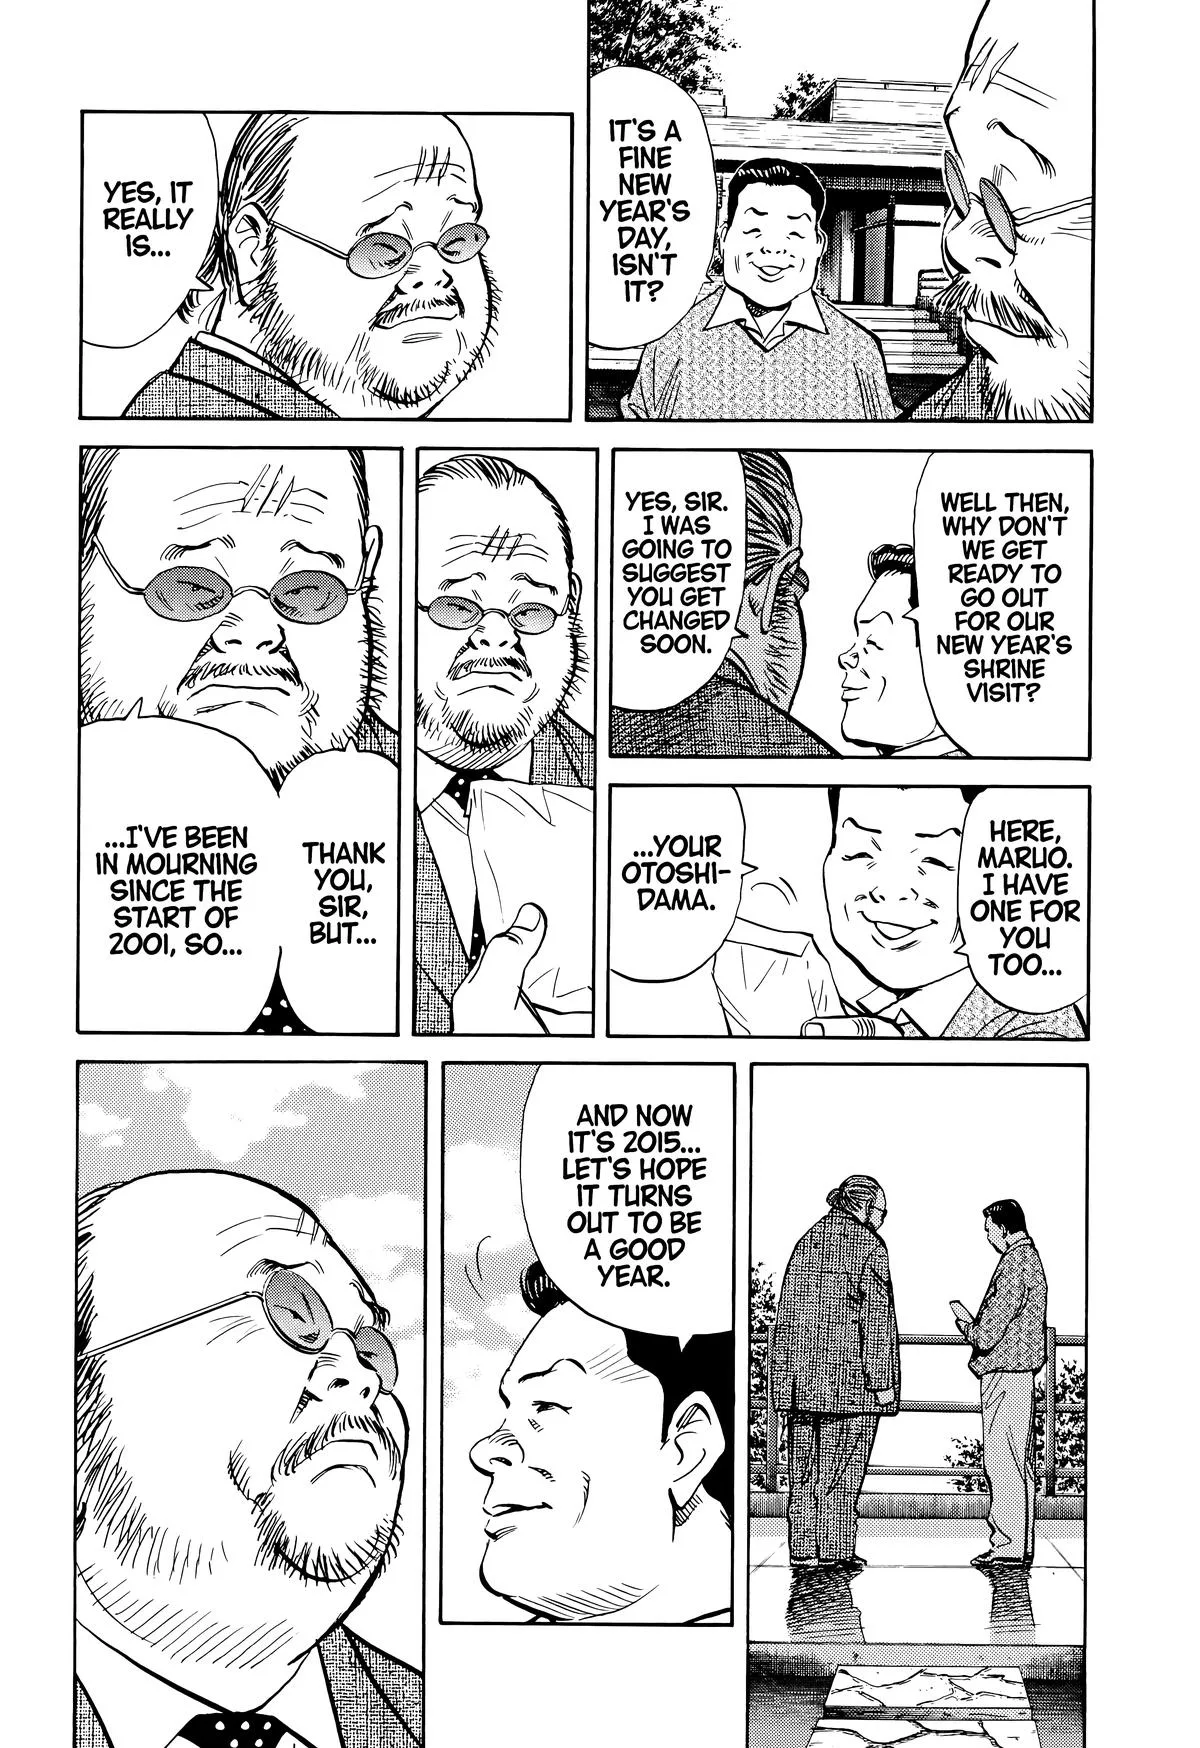 IT'S A
FINE
NEW
YEAR'S
DAY,
ISN'T
IT?
YES, IT
REALLY
IS...
WELL THEN,
WHY DON'T
WE GET
READY TO
GO OUT
FOR OUR
NEW YEAR'S
SHRINE
VISIT?
YES, SIR.
I WAS
GOING TO
SUGGEST
YOU GET
CHANGED
SOON.
HERE,
MARUO.
I HAVE
ONE FOR
YOU
TOO...
...YOUR
OTOSHI-
DAMA.
THANK
YOU,
SIR,
BUT...
...I'VE BEEN
IN MOURNING
SINCE THE
START OF
2001, SO...
AND NOW
IT'S 2015...
LET'S HOPE
IT TURNS
OUT TO BE
A GOOD
YEAR.